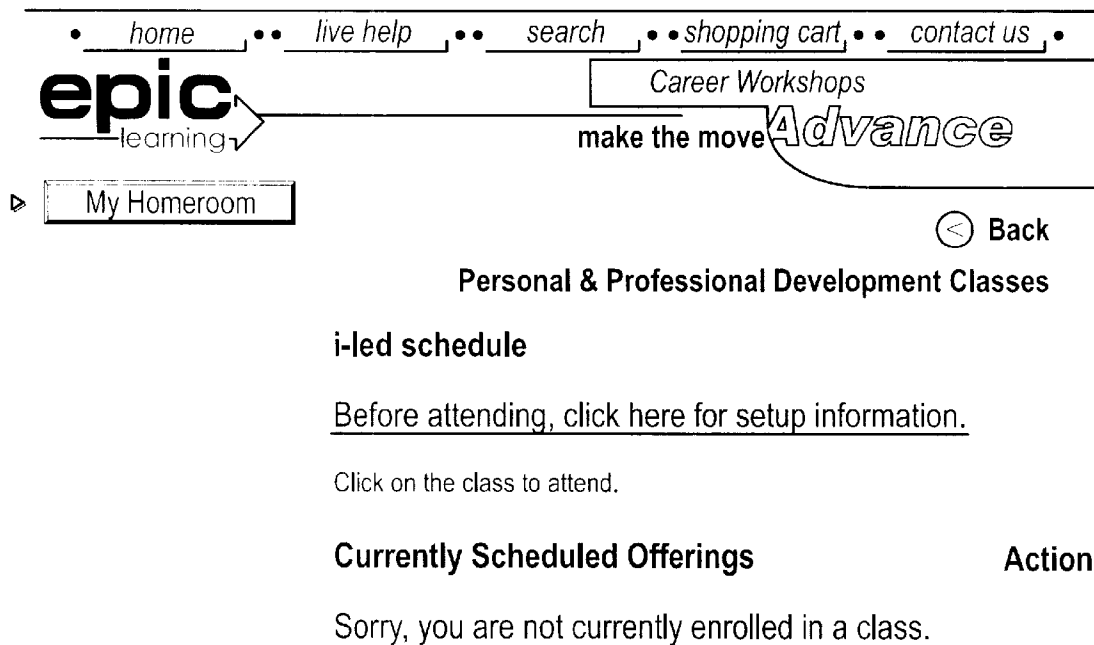 home live help search shopping cart contact us
epic
learning
Career Workshops
make the move Advance
My Homeroom
< Back
Personal & Professional Development Classes
i-led schedule
Before attending, click here for setup information.
Click on the class to attend.
Currently Scheduled Offerings Action
Sorry, you are not currently enrolled in a class.